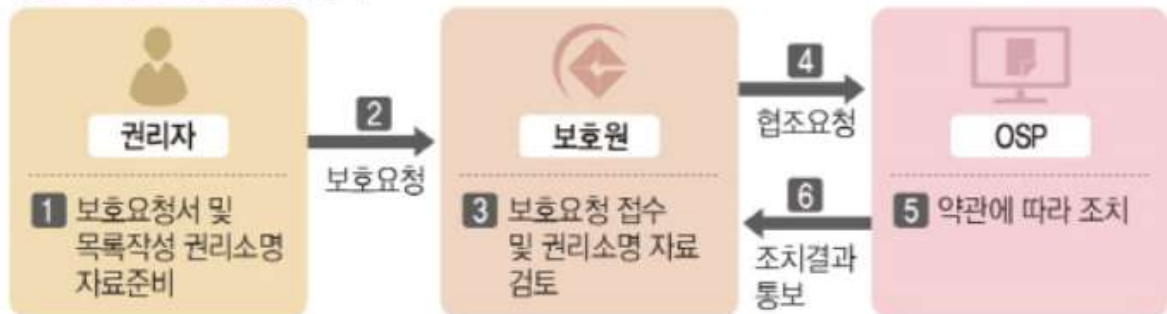 권리자
1 보호요청서 및
목록작성 권리소명
자료준비
2
보호요청
보호원
3 보호요청 접수
및 권리소명 자료
검토
4
협조요청
6
조치결과
통보
OSP
5 약관에 따라 조치